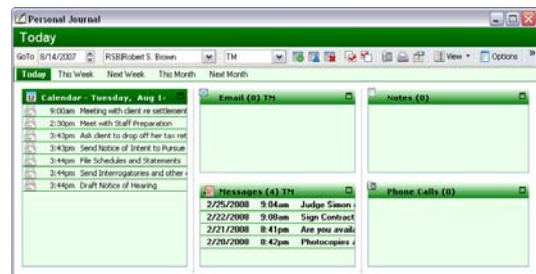 Personal Journal
Today
GoTo 8/14/2007 RSB|Robert S. Brown TM View Options
Today This Week Next Week This Month Next Month
Calendar - Tuesday, Aug 1
9:00am Meeting with client re settlement
2:30pm Meet with Staff Preparation
3:43pm Ask client to drop off her tax ret
3:43pm Send Notice of Intent to Pursue
3:44pm File Schedules and Statements
3:44pm Send Interrogatories and other
3:44pm Draft Notice of Hearing
Email (0) TM
Messages (4) TM
2/25/2008 9:04am Judge Simon
2/22/2008 9:08am Sign Contract
2/21/2008 8:41pm Are you availa
2/20/2008 8:42pm Photocopies
Notes (0)
Phone Calls (0)